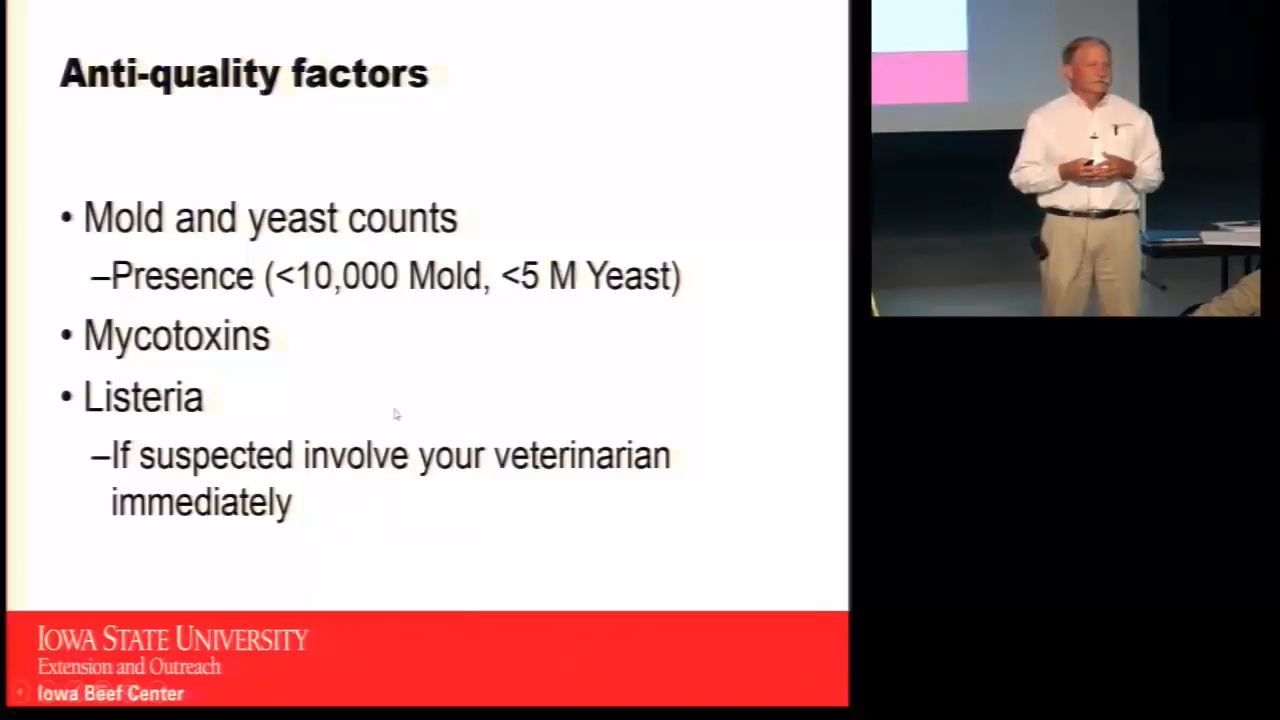 Anti-quality factors
• Mold and yeast counts
–Presence (<10,000 Mold, <5 M Yeast)
• Mycotoxins
• Listeria
–If suspected involve your veterinarian
immediately
IOWA STATE UNIVERSITY
Extension and Outreach
Iowa Beef Center